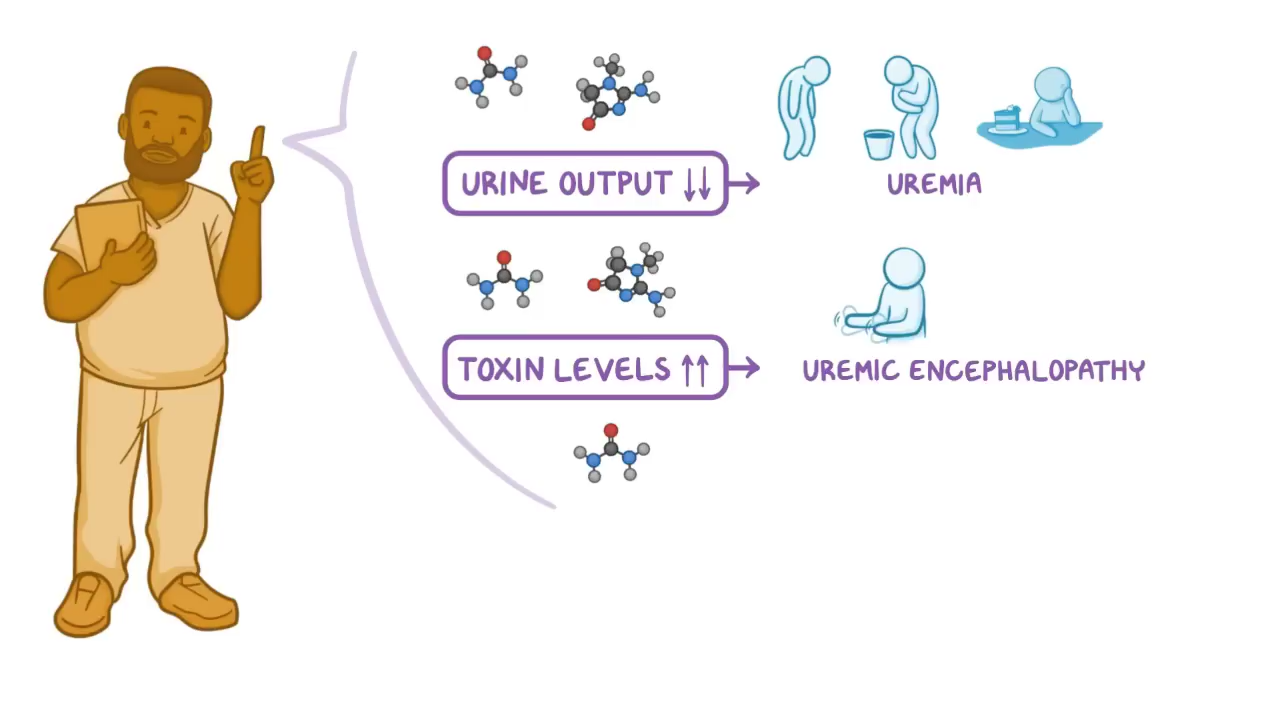 URINE OUTPUT ↓↓ →
UREMIA
TOXIN LEVELS ↑↑ →
UREMIC ENCEPHALOPATHY